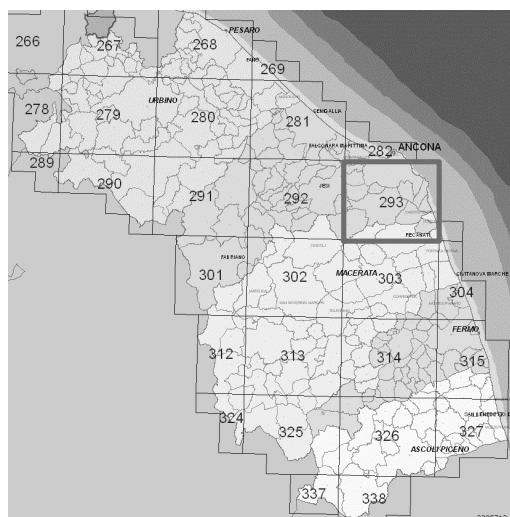 PESARO
266
267
268
FANO
269
278
279
URBINO
280
SENIGALLIA
281
FALCONARA MARITTIMA
282
ANCONA
289
290
291
292
JESI
293
RECANATI
FABRIANO
301
302
MACERATA
303
CIVITANOVA MARCHE
304
FERMO
312
313
314
315
324
325
326
327
ASCOLI PICENO
337
338